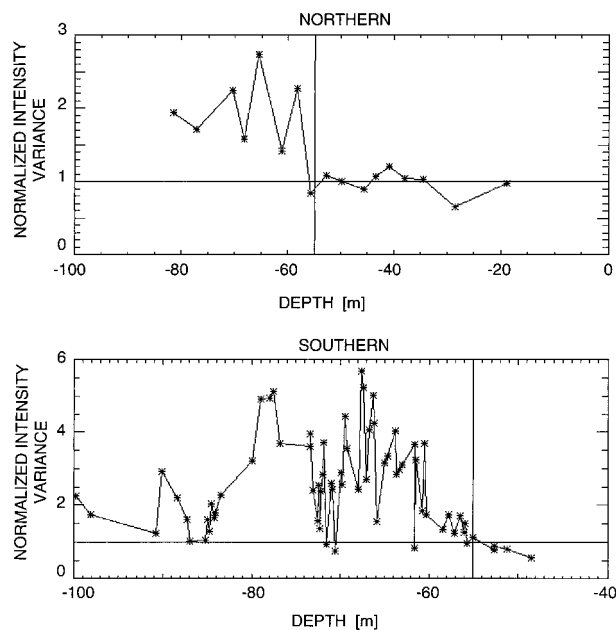 NORTHERN
NORMALIZED INTENSITY
VARIANCE
3
2
1
0
-100 -80 -60 -40 -20 0
DEPTH [m]
SOUTHERN
NORMALIZED INTENSITY
VARIANCE
6
4
2
0
-100 -80 -60 -40
DEPTH [m]